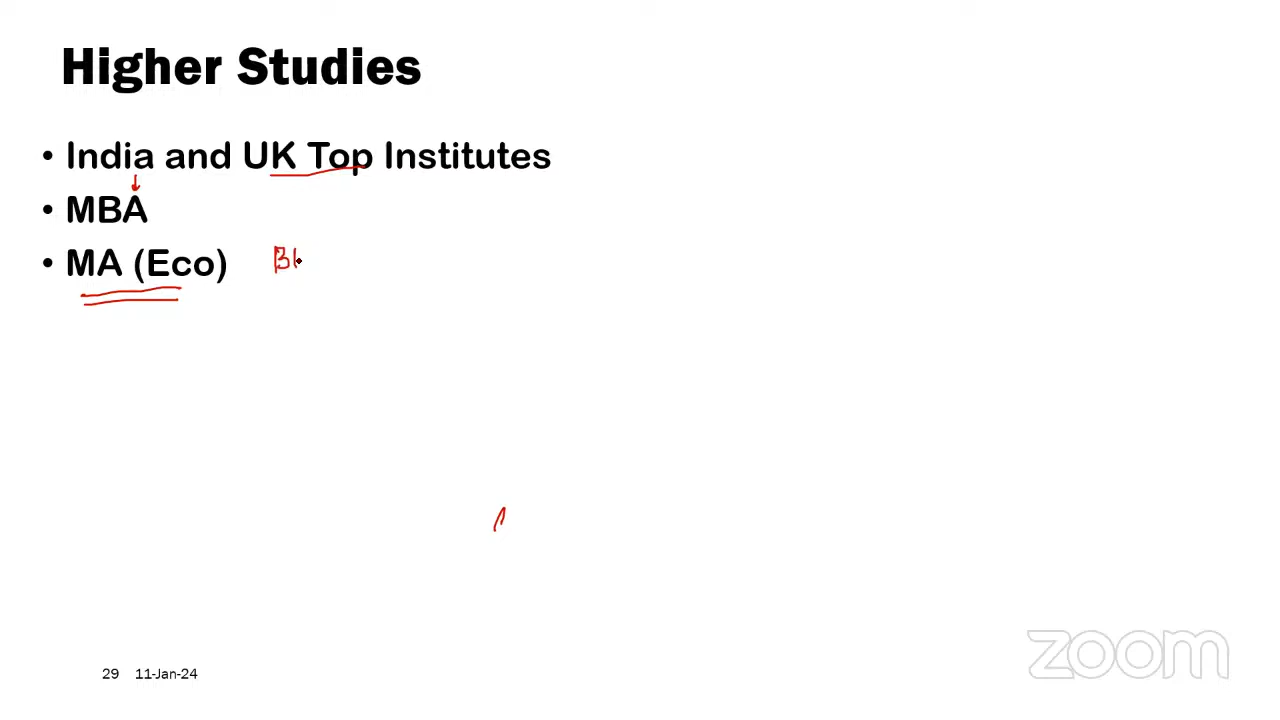 Higher Studies
• India and UK Top Institutes
• MBA
• MA (Eco)
29 11-Jan-24
zoom